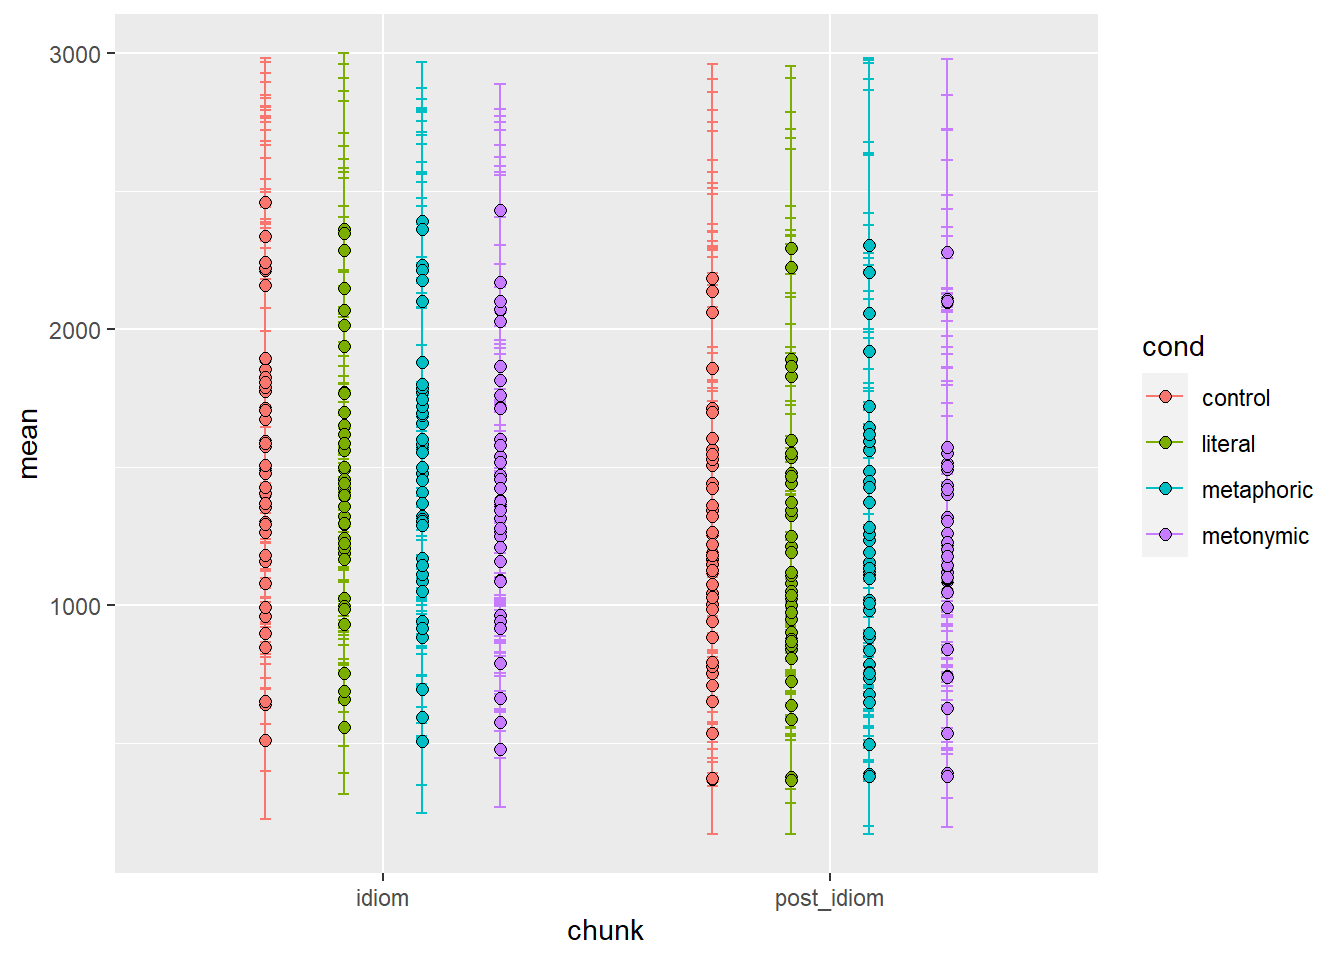 3000
2000
1000
mean
idiom
post_idiom
chunk
cond
control
literal
metaphoric
metonymic